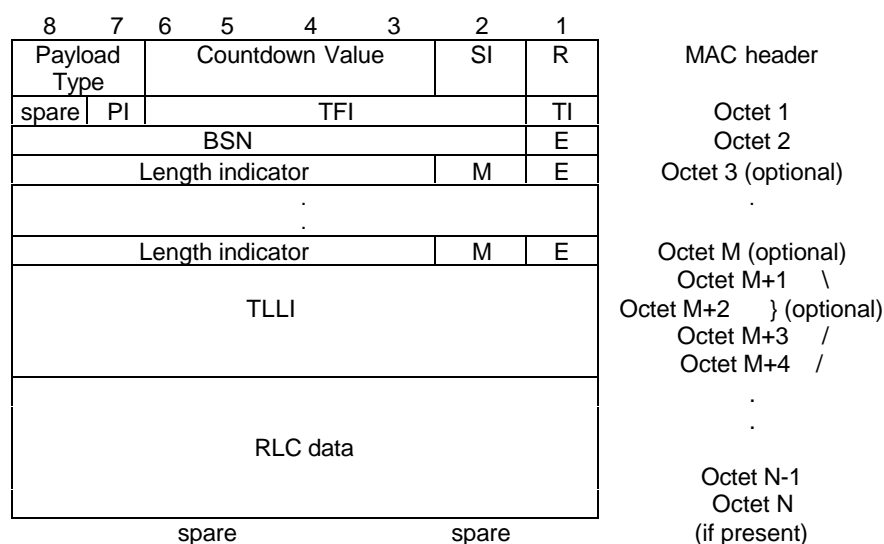 8 7 6 5 4 3 2 1
Payload Type Countdown Value SI R MAC header
spare PI TFI TI Octet 1
BSN E Octet 2
Length indicator M E Octet 3 (optional)
. .
.
Length indicator M E Octet M (optional)
Octet M+1 \
TLLI Octet M+2 } (optional)
Octet M+3 /
Octet M+4 /
.
.
RLC data
Octet N-1
Octet N
spare spare (if present)